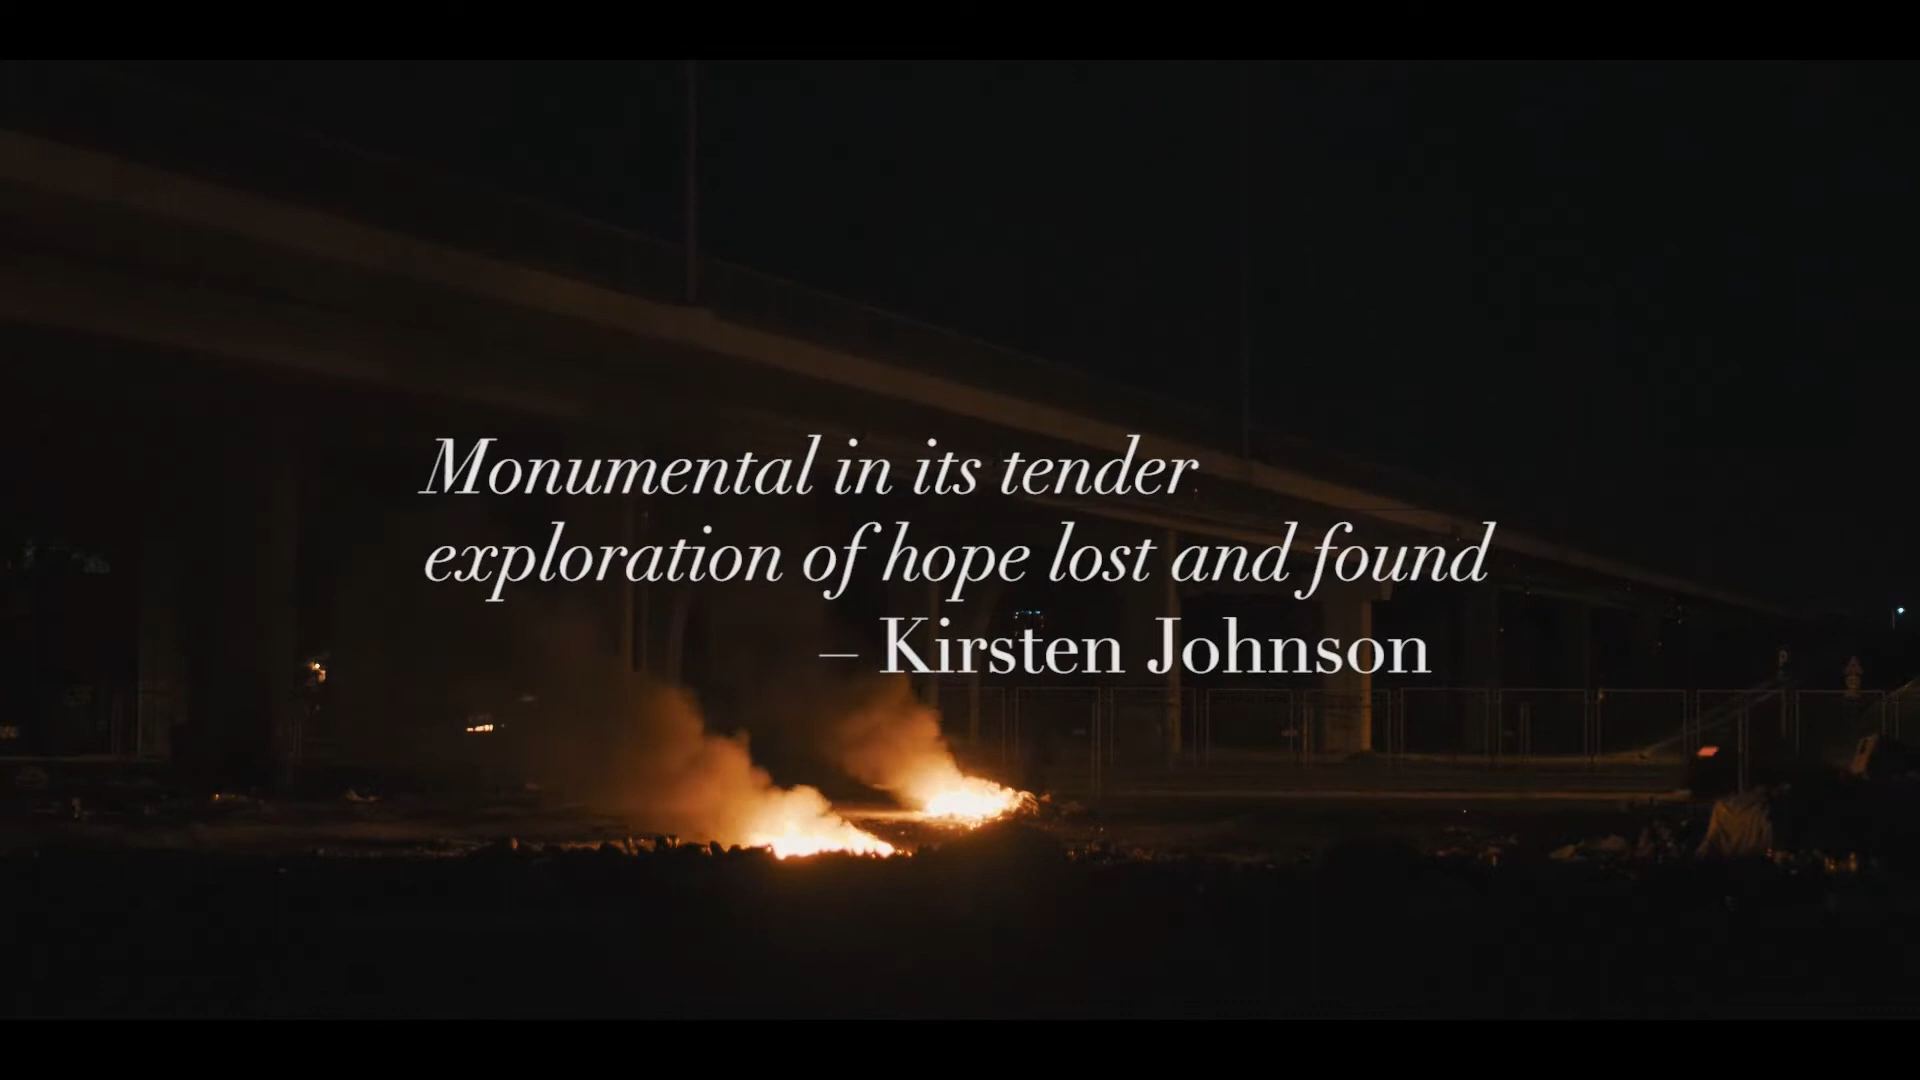 Monumental in its tender
exploration of hope lost and found
– Kirsten Johnson